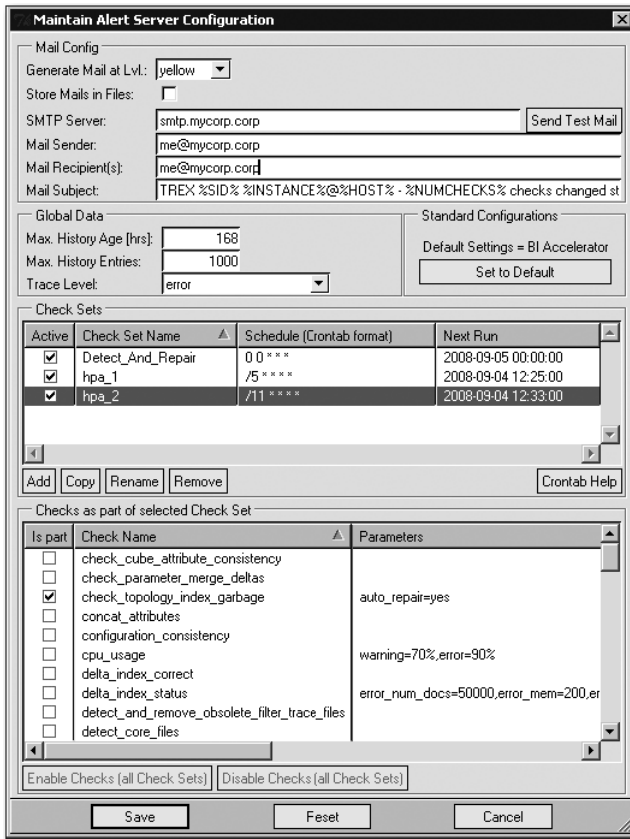 Maintain Alert Server Configuration
Mail Config
Generate Mail at Lvl.: yellow
Store Mails in Files:
SMTP Server: smtp.mycorp.corp Send Test Mail
Mail Sender: me@mycorp.corp
Mail Recipient(s): me@mycorp.corp
Mail Subject: TREX %SID% %INSTANCE%@%HOST% - %NUMCHECKS% checks changed st
Global Data
Max. History Age [hrs]: 168
Max. History Entries: 1000
Trace Level: error
Standard Configurations
Default Settings = BI Accelerator
Set to Default
Check Sets
Active Check Set Name Schedule (Crontab format) Next Run
Detect_And_Repair 0 0 * * * 2008-09-05 00:00:00
hpa_1 /5 * * * * 2008-09-04 12:25:00
hpa_2 /11 * * * * 2008-09-04 12:33:00
Add Copy Rename Remove Crontab Help
Checks as part of selected Check Set
Is part Check Name Parameters
check_cube_attribute_consistency
check_parameter_merge_deltas
check_topology_index_garbage auto_repair=yes
concat_attributes
configuration_consistency
cpu_usage warning=70%,error=90%
delta_index_correct
delta_index_status error_num_docs=50000,error_mem=200,er
detect_and_remove_obsolete_filter_trace_files
detect_core_files
Enable Checks (all Check Sets) Disable Checks (all Check Sets)
Save Feset Cancel